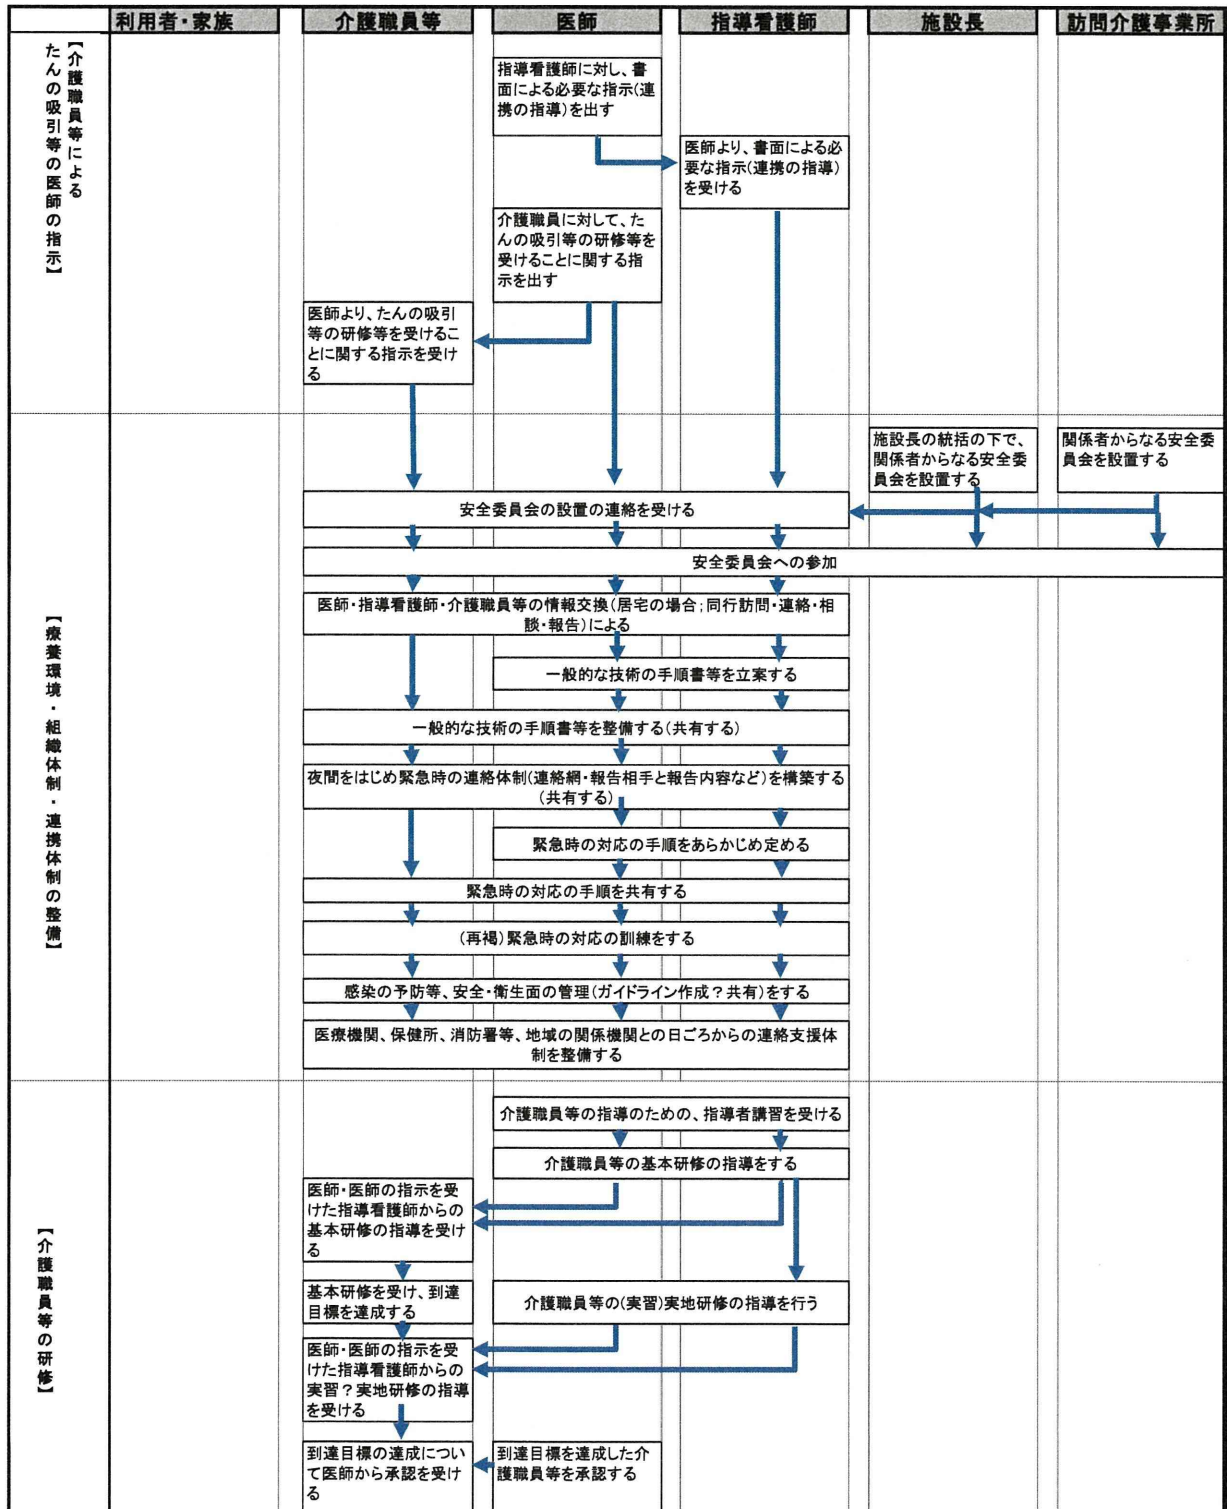 利用者・家族
介護職員等
医師
指導看護師
施設長
訪問介護事業所
【介護職員等による
たんの吸引等の医師の指示】
指導看護師に対し、書
面による必要な指示(連
携の指導)を出す
医師より、書面による必
要な指示(連携の指導)
を受ける
介護職員に対して、た
んの吸引等の研修等を
受けることに関する指
示を出す
医師より、たんの吸引
等の研修等を受けるこ
とに関する指示を受け
る
【療養環境・組織体制・連携体制の整備】
施設長の統括の下で、
関係者からなる安全委
員会を設置する
関係者からなる安全委
員会を設置する
安全委員会の設置の連絡を受ける
安全委員会への参加
医師・指導看護師・介護職員等の情報交換(居宅の場合;同行訪問・連絡・相
談・報告)による
一般的な技術の手順書等を立案する
一般的な技術の手順書等を整備する(共有する)
夜間をはじめ緊急時の連絡体制(連絡網・報告相手と報告内容など)を構築する
(共有する)
緊急時の対応の手順をあらかじめ定める
緊急時の対応の手順を共有する
(再褐)緊急時の対応の訓練をする
感染の予防等、安全・衛生面の管理(ガイドライン作成?共有)をする
医療機関、保健所、消防署等、地域の関係機関との日ごろからの連絡支援体
制を整備する
【介護職員等の研修】
介護職員等の指導のための、指導者講習を受ける
介護職員等の基本研修の指導をする
医師・医師の指示を受
けた指導看護師からの
基本研修の指導を受け
る
基本研修を受け、到達
目標を達成する
介護職員等の(実習)実地研修の指導を行う
医師・医師の指示を受
けた指導看護師からの
実習?実地研修の指導
を受ける
到達目標の達成につい
て医師から承認を受け
る
到達目標を達成した介
護職員等を承認する